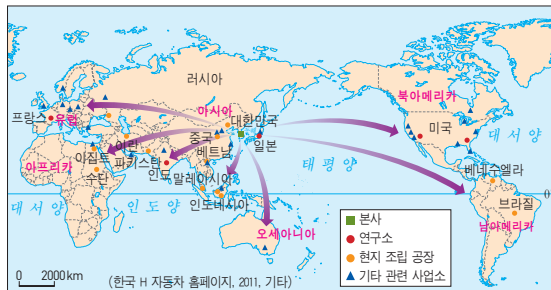 러시아
북아메리카
아시아
대한민국
프랑스
유럽
미국
대서양
중국
일본
이란
이집트
파키스탄
베트남
태평양
아프리카
인도
베네수엘라
수단
말레이시아
0
대서양
인도양
인도네시아
브라질
오세아니아
남아메리카
본사
연구소
현지 조립 공장
기타 관련 사업소
0 2000km
(한국 H 자동차 홈페이지, 2011, 기타)